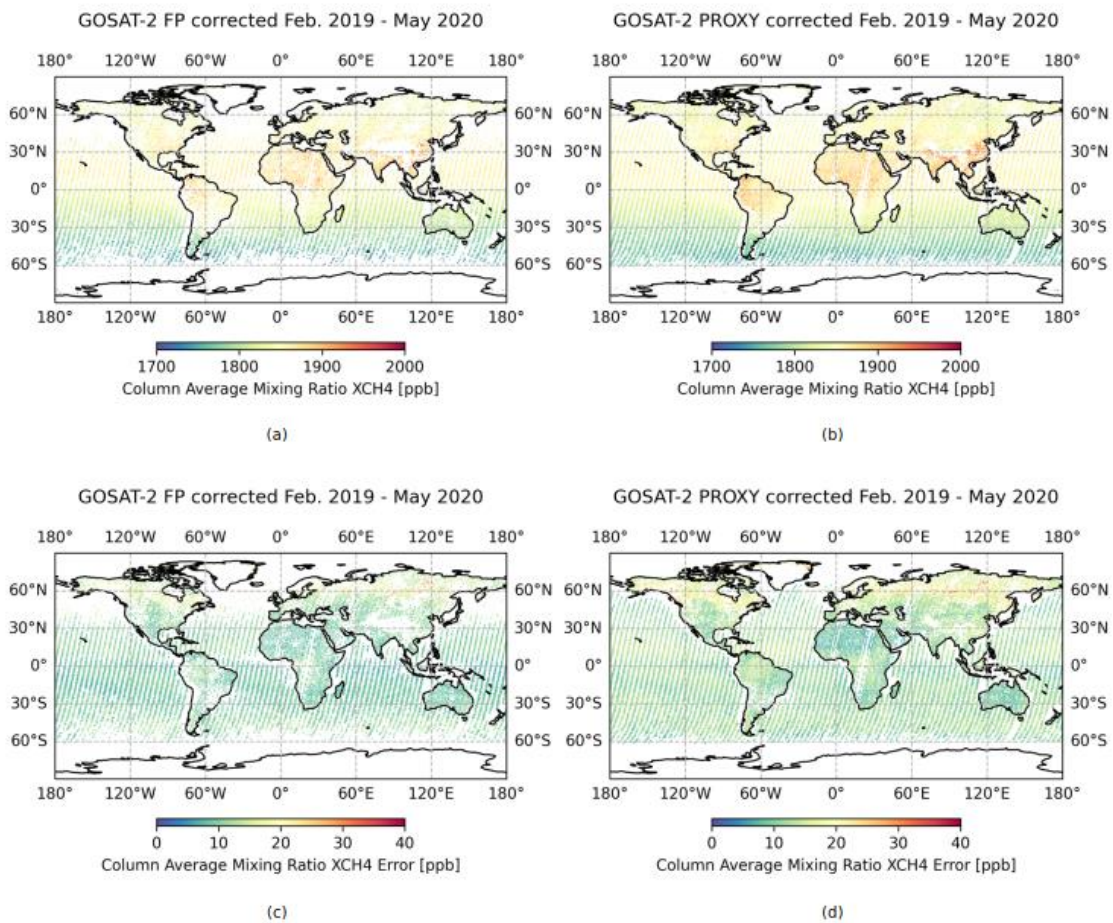 GOSAT-2 FP corrected Feb. 2019 - May 2020
180° 120°W 60°W 0° 60°E 120°E 180°
60°N 60°N
30°N 30°N
0° 0°
30°S 30°S
60°S 60°S
180° 120°W 60°W 0° 60°E 120°E 180°
1700 1800 1900 2000
Column Average Mixing Ratio XCH4 [ppb]
(a)
GOSAT-2 PROXY corrected Feb. 2019 - May 2020
180° 120°W 60°W 0° 60°E 120°E 180°
60°N 60°N
30°N 30°N
0° 0°
30°S 30°S
60°S 60°S
180° 120°W 60°W 0° 60°E 120°E 180°
1700 1800 1900 2000
Column Average Mixing Ratio XCH4 [ppb]
(b)
GOSAT-2 FP corrected Feb. 2019 - May 2020
180° 120°W 60°W 0° 60°E 120°E 180°
60°N 60°N
30°N 30°N
0° 0°
30°S 30°S
60°S 60°S
180° 120°W 60°W 0° 60°E 120°E 180°
0 10 20 30 40
Column Average Mixing Ratio XCH4 Error [ppb]
(c)
GOSAT-2 PROXY corrected Feb. 2019 - May 2020
180° 120°W 60°W 0° 60°E 120°E 180°
60°N 60°N
30°N 30°N
0° 0°
30°S 30°S
60°S 60°S
180° 120°W 60°W 0° 60°E 120°E 180°
0 10 20 30 40
Column Average Mixing Ratio XCH4 Error [ppb]
(d)